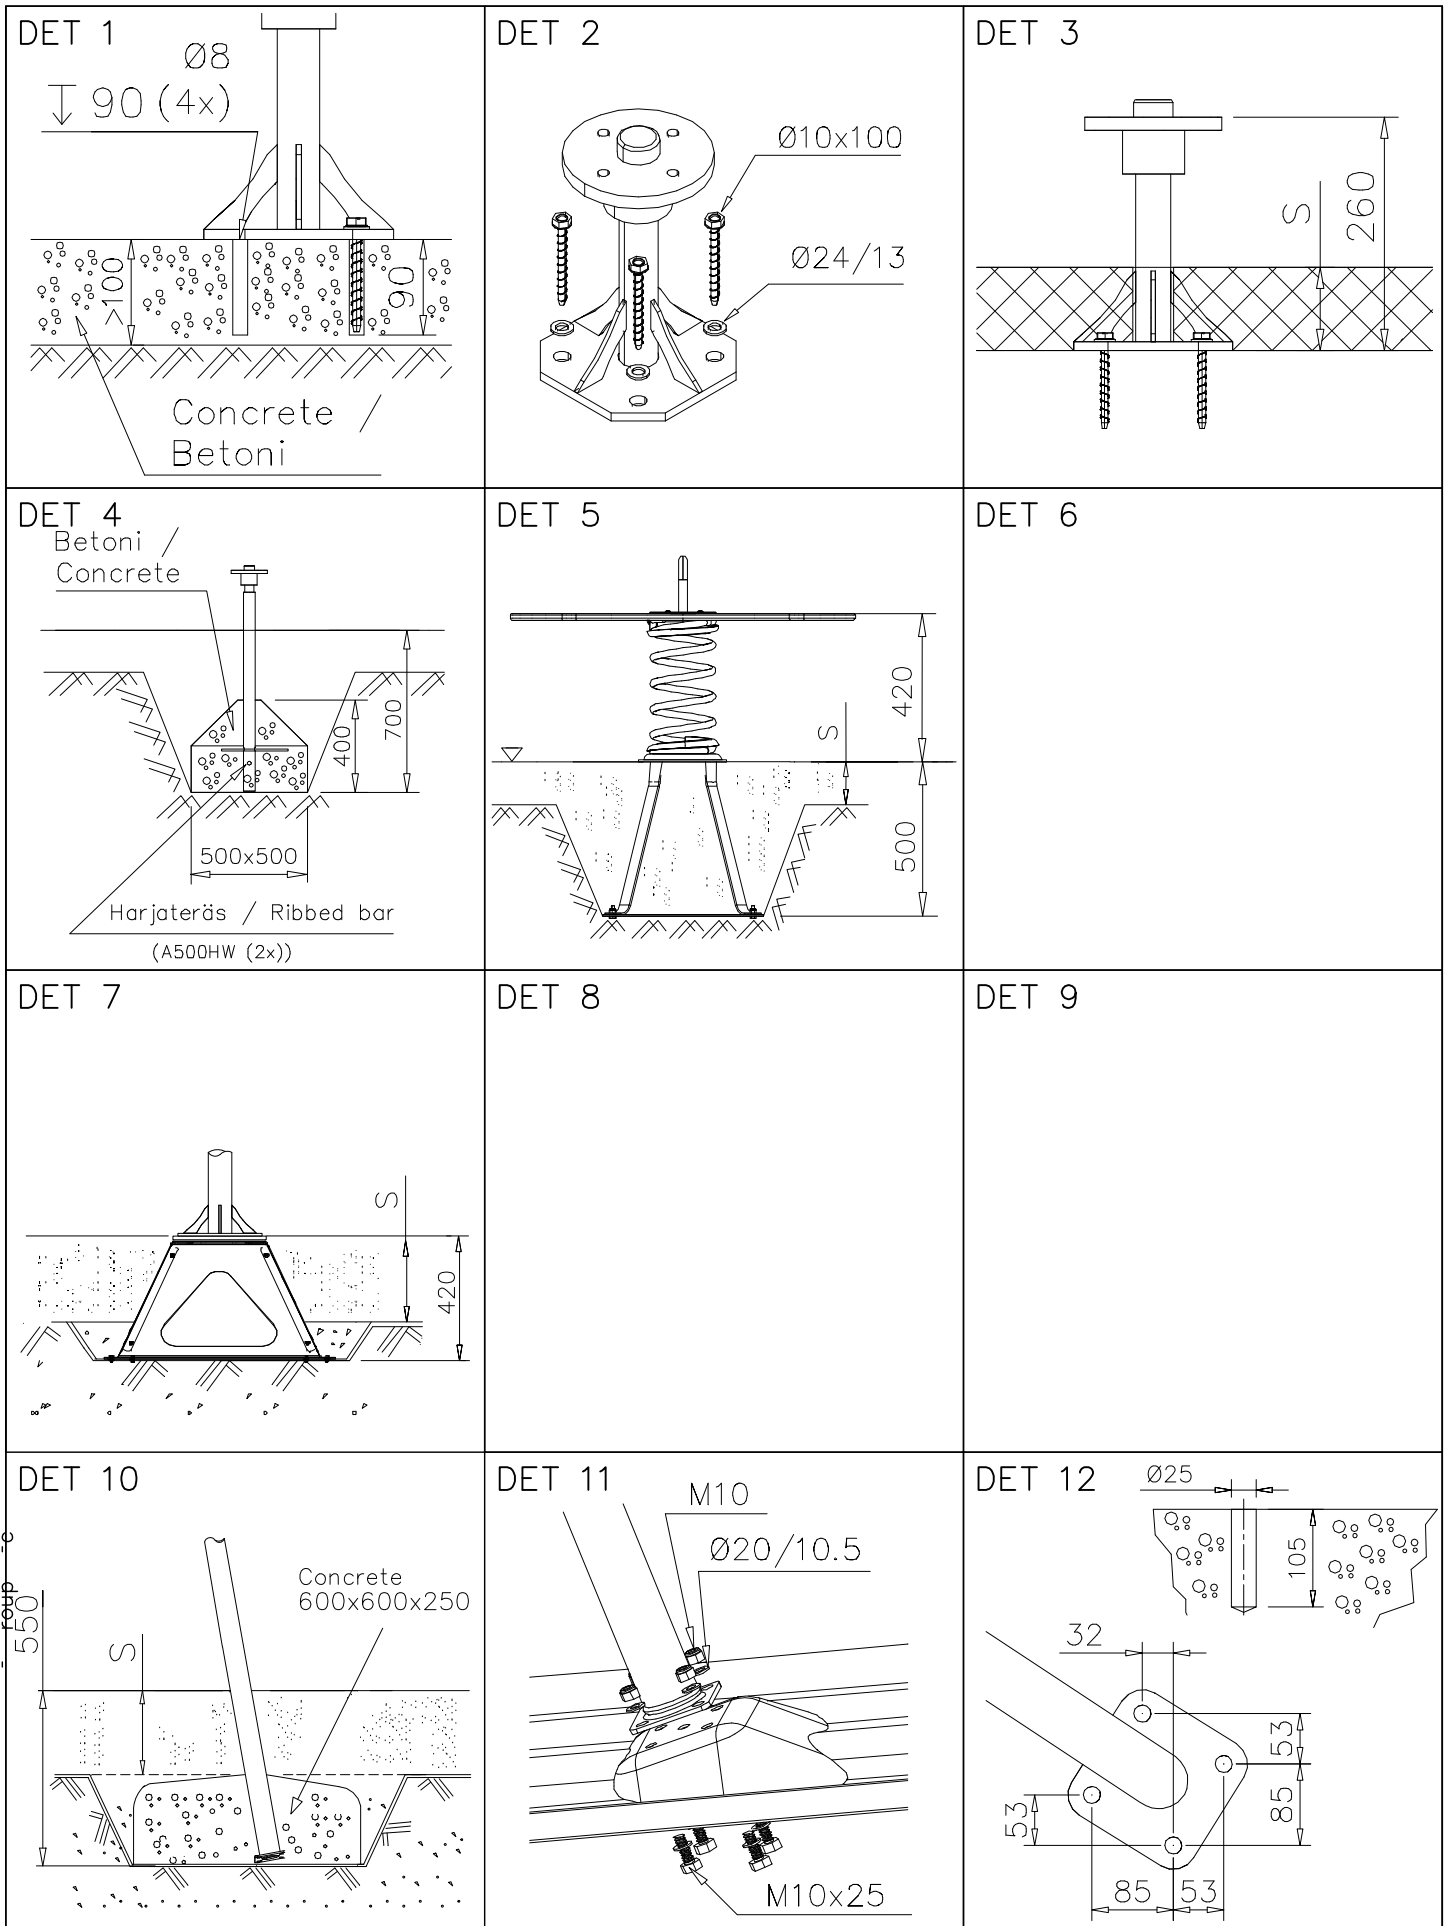 DET 1
Ø8
↧ 90 (4x)
>100
90
Concrete /
Betoni
DET 2
Ø10x100
Ø24/13
DET 3
S
260
DET 4
Betoni /
Concrete
400
700
500x500
Harjateräs / Ribbed bar
(A500HW (2x))
DET 5
420
S
500
DET 6
DET 7
S
420
DET 8
DET 9
DET 10
Concrete
600x600x250
550
S
DET 11
M10
Ø20/10.5
M10x25
DET 12
Ø25
105
32
53
85
53
85
53